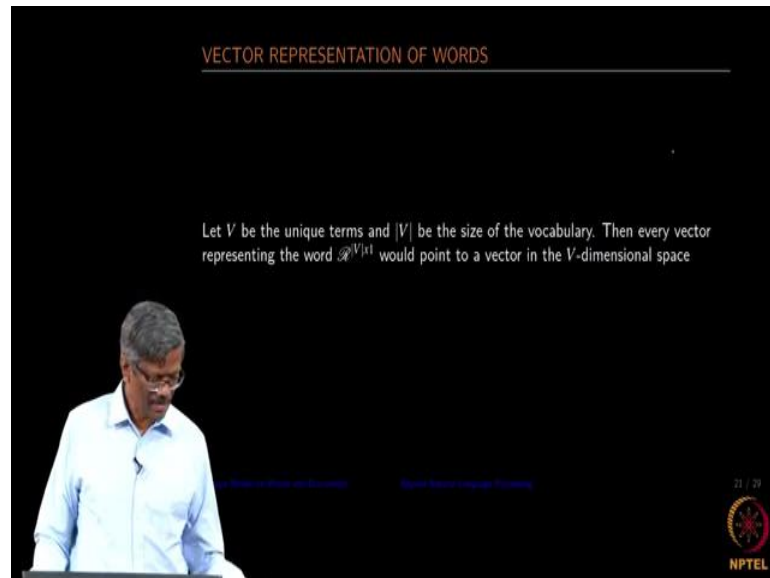 VECTOR REPRESENTATION OF WORDS
Let V be the unique terms and |V| be the size of the vocabulary. Then every vector
representing the word ℛ^|V|x1 would point to a vector in the V-dimensional space
21 / 29
NPTEL